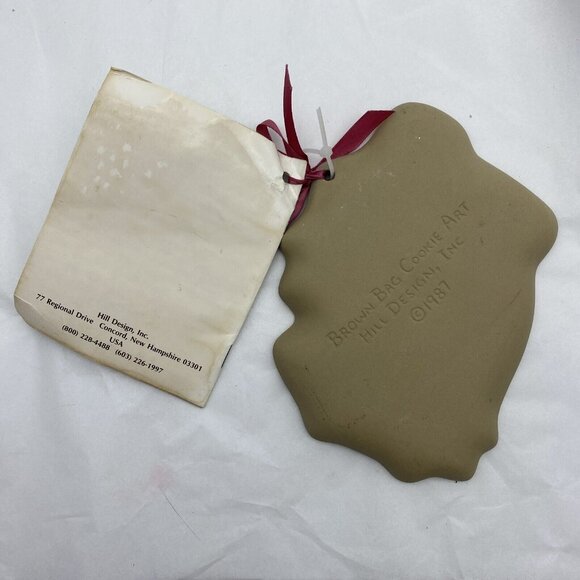 Hill Design, Inc.
77 Regional Drive Concord, New Hampshire 03301
USA
(800) 228-4488 (603) 226-1997
BROWN BAG COOKIE ART
HILL DESIGN, INC
©1987